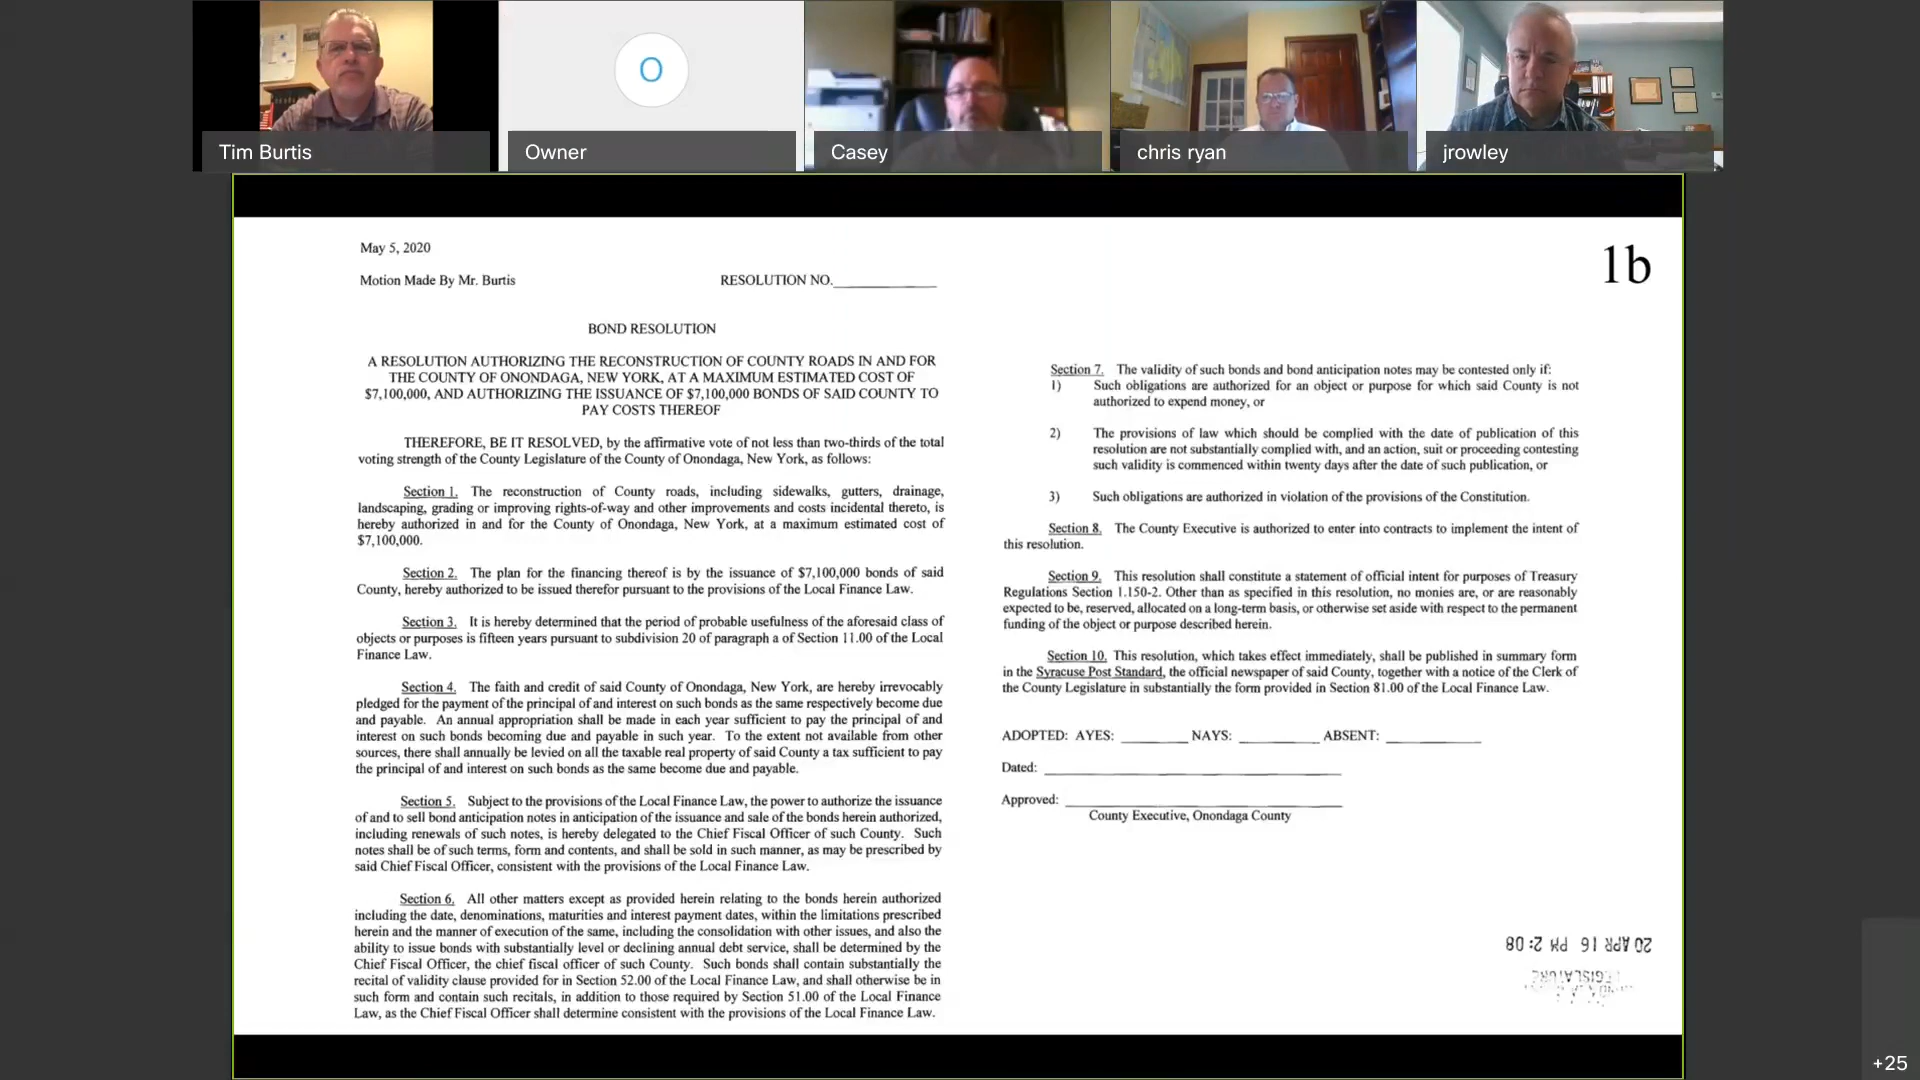 O
Tim Burtis
Owner
Casey
chris ryan
jrowley
May 5, 2020
1b
Motion Made By Mr. Burtis
RESOLUTION NO.
BOND RESOLUTION
A RESOLUTION AUTHORIZING THE RECONSTRUCTION OF COUNTY ROADS IN AND FOR
THE COUNTY OF ONONDAGA, NEW YORK, AT A MAXIMUM ESTIMATED COST OF
$7,100,000, AND AUTHORIZING THE ISSUANCE OF $7,100,000 BONDS OF SAID COUNTY TO
PAY COSTS THEREOF
THEREFORE, BE IT RESOLVED, by the affirmative vote of not less than two-thirds of the total
voting strength of the County Legislature of the County of Onondaga, New York, as follows:
Section 1. The reconstruction of County roads, including sidewalks, gutters, drainage,
landscaping, grading or improving rights-of-way and other improvements and costs incidental thereto, is
hereby authorized in and for the County of Onondaga, New York, at a maximum estimated cost of
$7,100,000.
Section 2. The plan for the financing thereof is by the issuance of $7,100,000 bonds of said
County, hereby authorized to be issued therefor pursuant to the provisions of the Local Finance Law.
Section 3. It is hereby determined that the period of probable usefulness of the aforesaid class of
objects or purposes is fifteen years pursuant to subdivision 20 of paragraph a of Section 11.00 of the Local
Finance Law.
Section 4. The faith and credit of said County of Onondaga, New York, are hereby irrevocably
pledged for the payment of the principal of and interest on such bonds as the same respectively become due
and payable. An annual appropriation shall be made in each year sufficient to pay the principal of and
interest on such bonds becoming due and payable in such year. To the extent not available from other
sources, there shall annually be levied on all the taxable real property of said County a tax sufficient to pay
the principal of and interest on such bonds as the same become due and payable.
Section 5. Subject to the provisions of the Local Finance Law, the power to authorize the issuance
of and to sell bond anticipation notes in anticipation of the issuance and sale of the bonds herein authorized,
including renewals of such notes, is hereby delegated to the Chief Fiscal Officer of such County. Such
notes shall be of such terms, form and contents, and shall be sold in such manner, as may be prescribed by
said Chief Fiscal Officer, consistent with the provisions of the Local Finance Law.
Section 6. All other matters except as provided herein relating to the bonds herein authorized
including the date, denominations, maturities and interest payment dates, within the limitations prescribed
herein and the manner of execution of the same, including the consolidation with other issues, and also the
ability to issue bonds with substantially level or declining annual debt service, shall be determined by the
Chief Fiscal Officer, the chief fiscal officer of such County. Such bonds shall contain substantially the
recital of validity clause provided for in Section 52.00 of the Local Finance Law, and shall otherwise be in
such form and contain such recitals, in addition to those required by Section 51.00 of the Local Finance
Law, as the Chief Fiscal Officer shall determine consistent with the provisions of the Local Finance Law.
Section 7. The validity of such bonds and bond anticipation notes may be contested only if:
1) Such obligations are authorized for an object or purpose for which said County is not
authorized to expend money, or
2) The provisions of law which should be complied with the date of publication of this
resolution are not substantially complied with, and an action, suit or proceeding contesting
such validity is commenced within twenty days after the date of such publication, or
3) Such obligations are authorized in violation of the provisions of the Constitution.
Section 8. The County Executive is authorized to enter into contracts to implement the intent of
this resolution.
Section 9. This resolution shall constitute a statement of official intent for purposes of Treasury
Regulations Section 1.150-2. Other than as specified in this resolution, no monies are, or are reasonably
expected to be, reserved, allocated on a long-term basis, or otherwise set aside with respect to the permanent
funding of the object or purpose described herein.
Section 10. This resolution, which takes effect immediately, shall be published in summary form
in the Syracuse Post Standard, the official newspaper of said County, together with a notice of the Clerk of
the County Legislature in substantially the form provided in Section 81.00 of the Local Finance Law.
ADOPTED: AYES: NAYS: ABSENT:
Dated:
Approved:
County Executive, Onondaga County
20 APR 16 PM 2:08
LEGISLATURE
+25